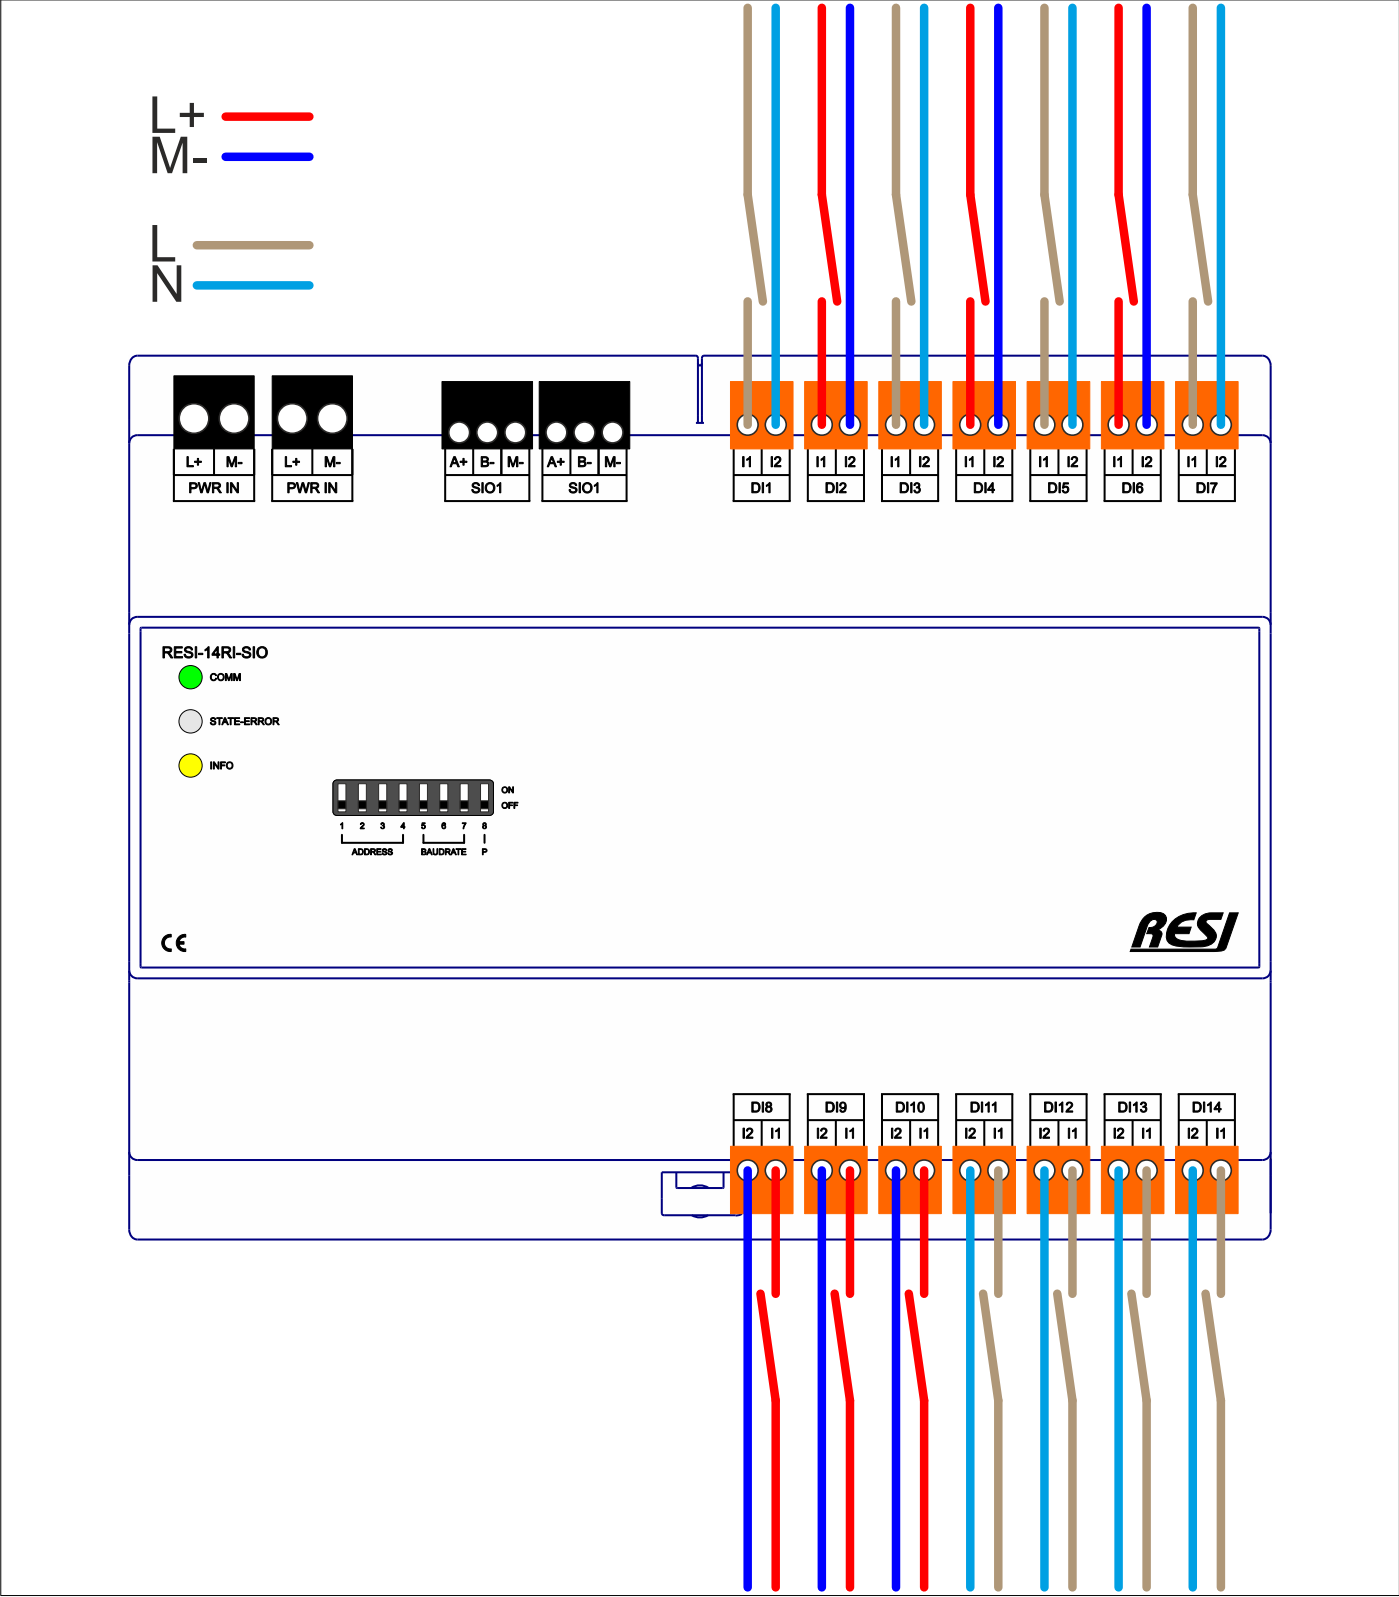 L+
M-
L
N
L+ M- L+ M- A+ B- M- A+ B- M- I1 I2 I1 I2 I1 I2 I1 I2 I1 I2 I1 I2 I1 I2
PWR IN PWR IN SIO1 SIO1 DI1 DI2 DI3 DI4 DI5 DI6 DI7
RESI-14RI-SIO
COMM
STATE-ERROR
INFO
ON
OFF
1 2 3 4 5 6 7 8
ADDRESS BAUDRATE P
CE RESI
DI8 DI9 DI10 DI11 DI12 DI13 DI14
I2 I1 I2 I1 I2 I1 I2 I1 I2 I1 I2 I1 I2 I1